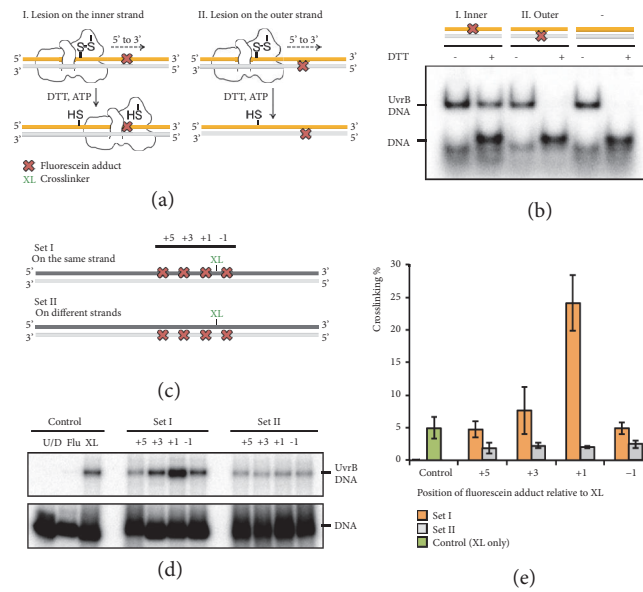 I. Lesion on the inner strand
II. Lesion on the outer strand
S-S
5' to 3'
S-S
5' to 3'
5'
3'
3'
5'
5'
3'
3'
5'
DTT, ATP
DTT, ATP
HS
HS
HS
5'
3'
3'
5'
5'
3'
3'
5'
Fluorescein adduct
XL Crosslinker
(a)
I. Inner II. Outer -
DTT - + - + - +
UvrB
DNA
DNA
(b)
+5 +3 +1 -1
Set I
On the same strand
XL
5'
3'
3'
5'
Set II
On different strands
XL
5'
3'
3'
5'
(c)
Control Set I Set II
U/D Flu XL +5 +3 +1 -1 +5 +3 +1 -1
UvrB
DNA
DNA
(d)
Crosslinking %
30
25
20
15
10
5
0
Control +5 +3 +1 −1
Position of fluorescein adduct relative to XL
Set I
Set II
Control (XL only)
(e)